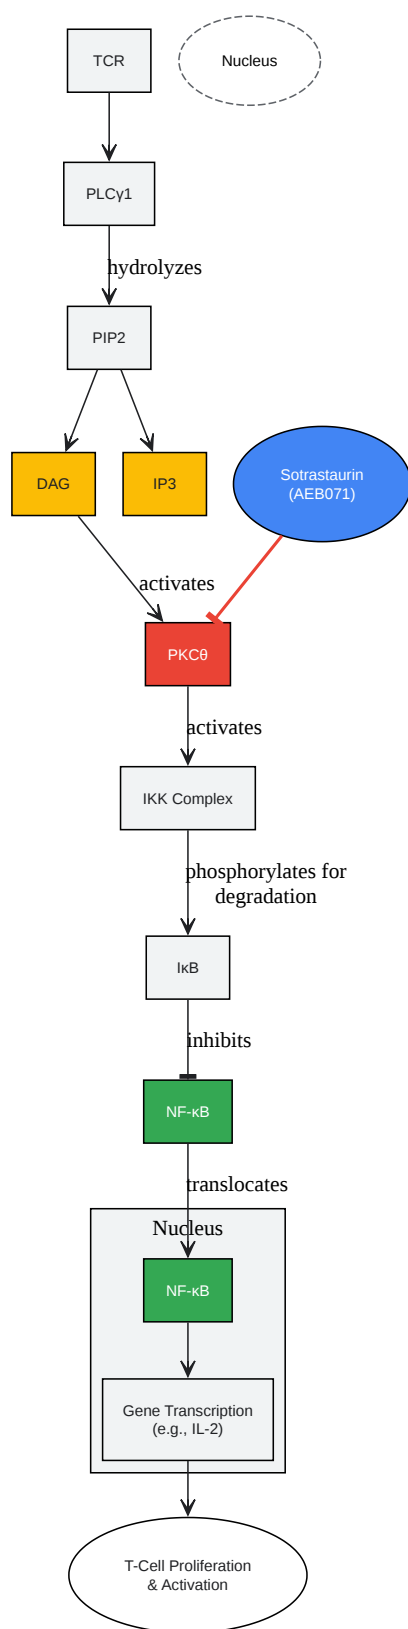 TCR
Nucleus
PLCγ1
hydrolyzes
PIP2
DAG
IP3
Sotrastaurin
(AEB071)
activates
PKCθ
activates
IKK Complex
phosphorylates for
degradation
IκB
inhibits
NF-κB
translocates
Nucleus
NF-κB
Gene Transcription
(e.g., IL-2)
T-Cell Proliferation
& Activation